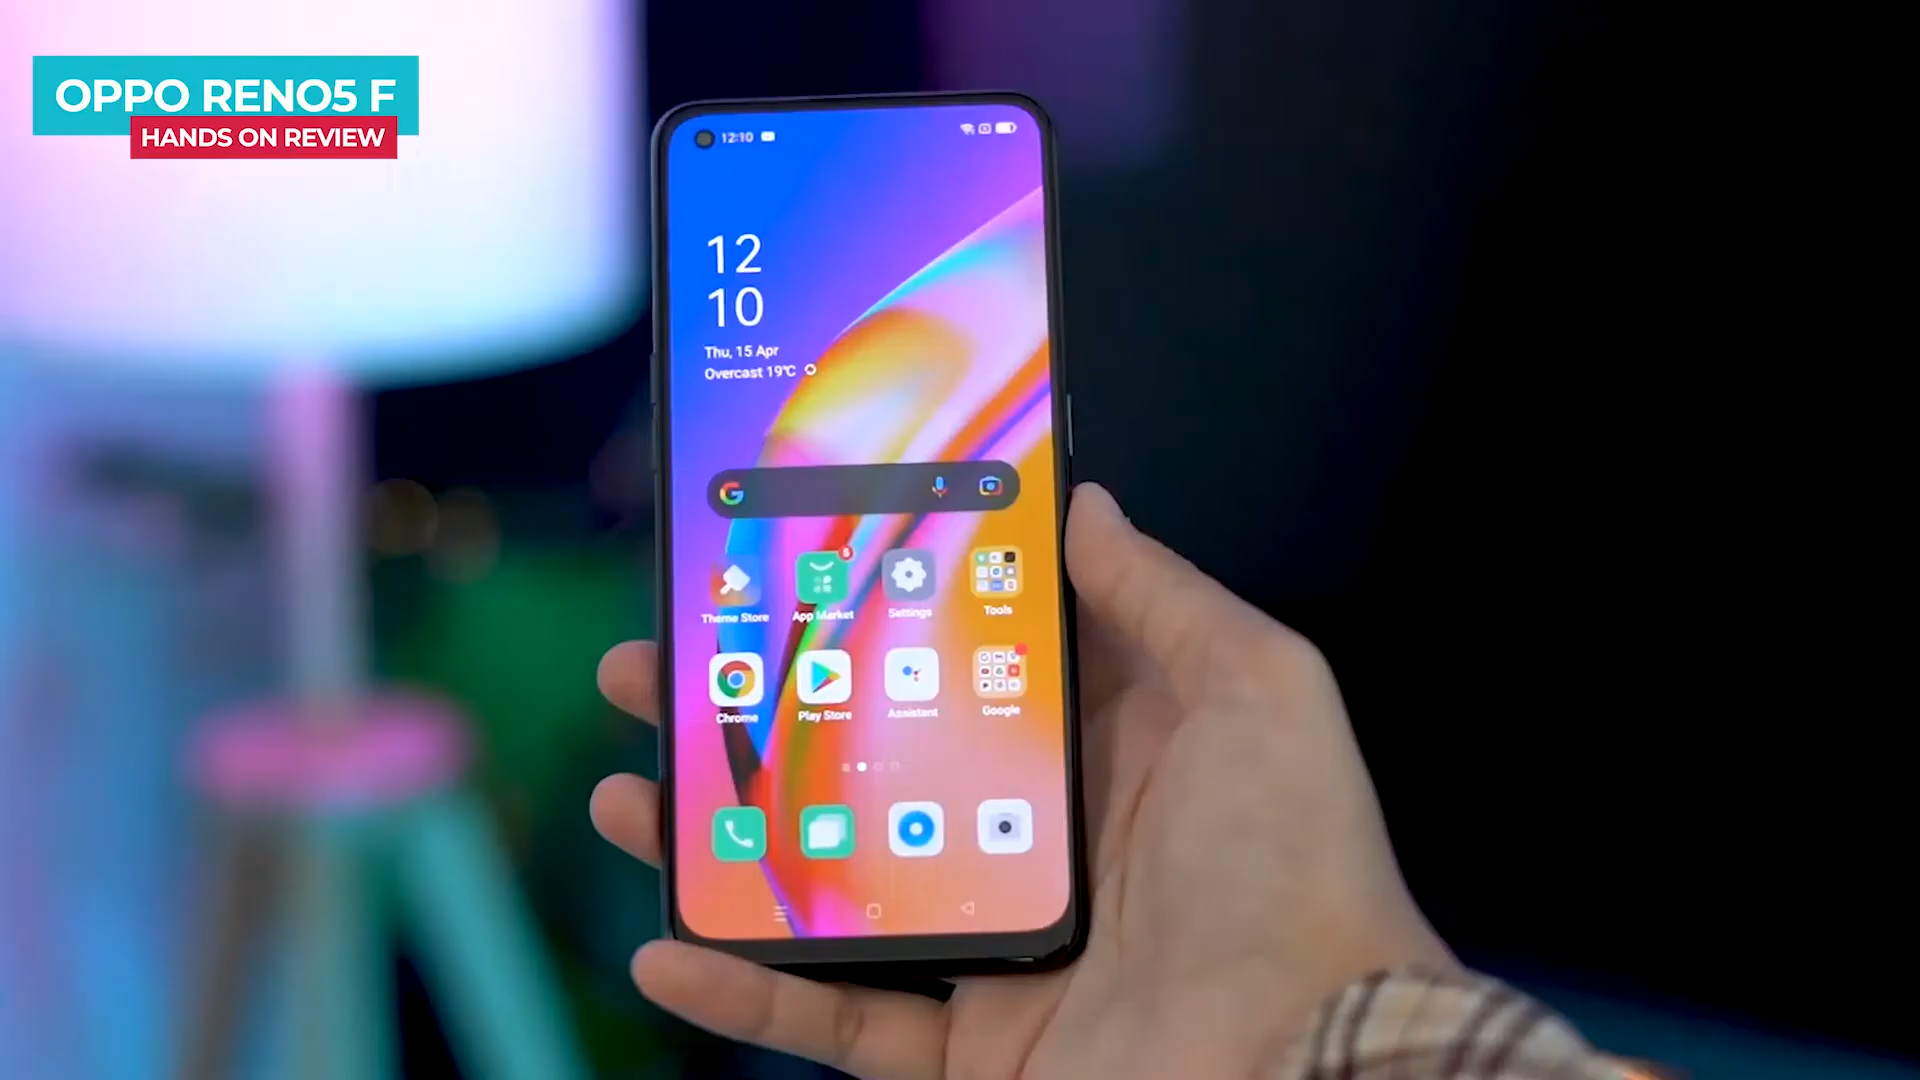 OPPO RENO5 F
HANDS ON REVIEW
12:10
12
10
Thu, 15 Apr
Overcast 19°C
5
Theme Store
App Market
Settings
Tools
Chrome
Play Store
Assistant
Google